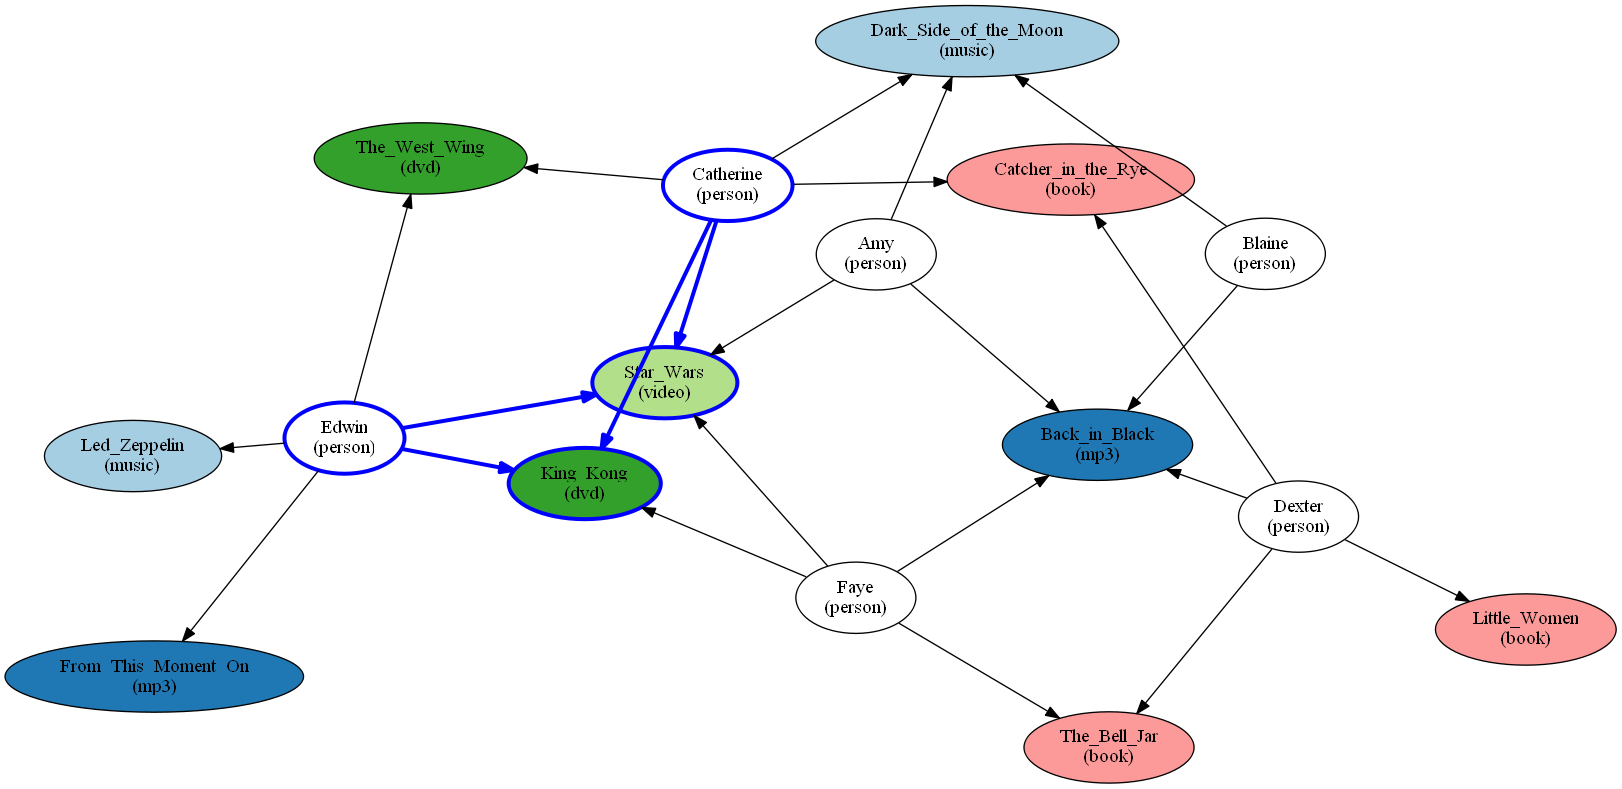 Dark_Side_of_the_Moon
(music)
The_West_Wing
(dvd)
Catherine
(person)
Catcher_in_the_Rye
(book)
Amy
(person)
Blaine
(person)
Star_Wars
(video)
Edwin
(person)
Led_Zeppelin
(music)
Back_in_Black
(mp3)
King_Kong
(dvd)
Dexter
(person)
Faye
(person)
Little_Women
(book)
From_This_Moment_On
(mp3)
The_Bell_Jar
(book)